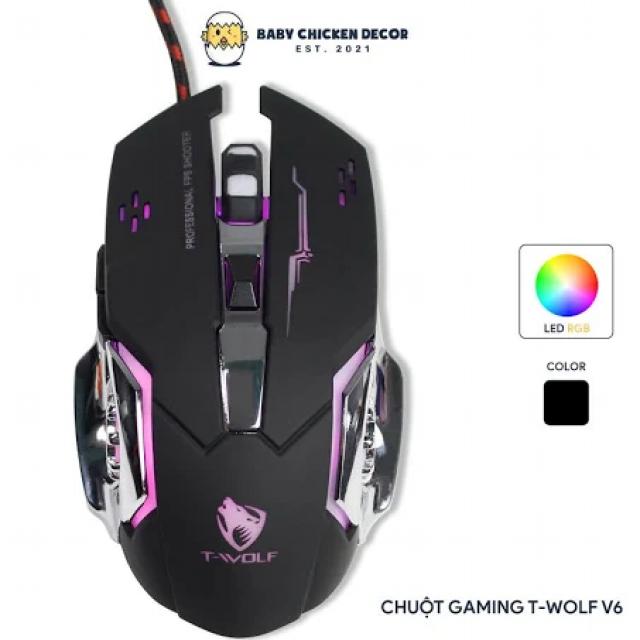 BABY CHICKEN DECOR
EST. 2021
PROFESSIONAL FPS SHOOTER
LED RGB
COLOR
T-WOLF
CHUỘT GAMING T-WOLF V6